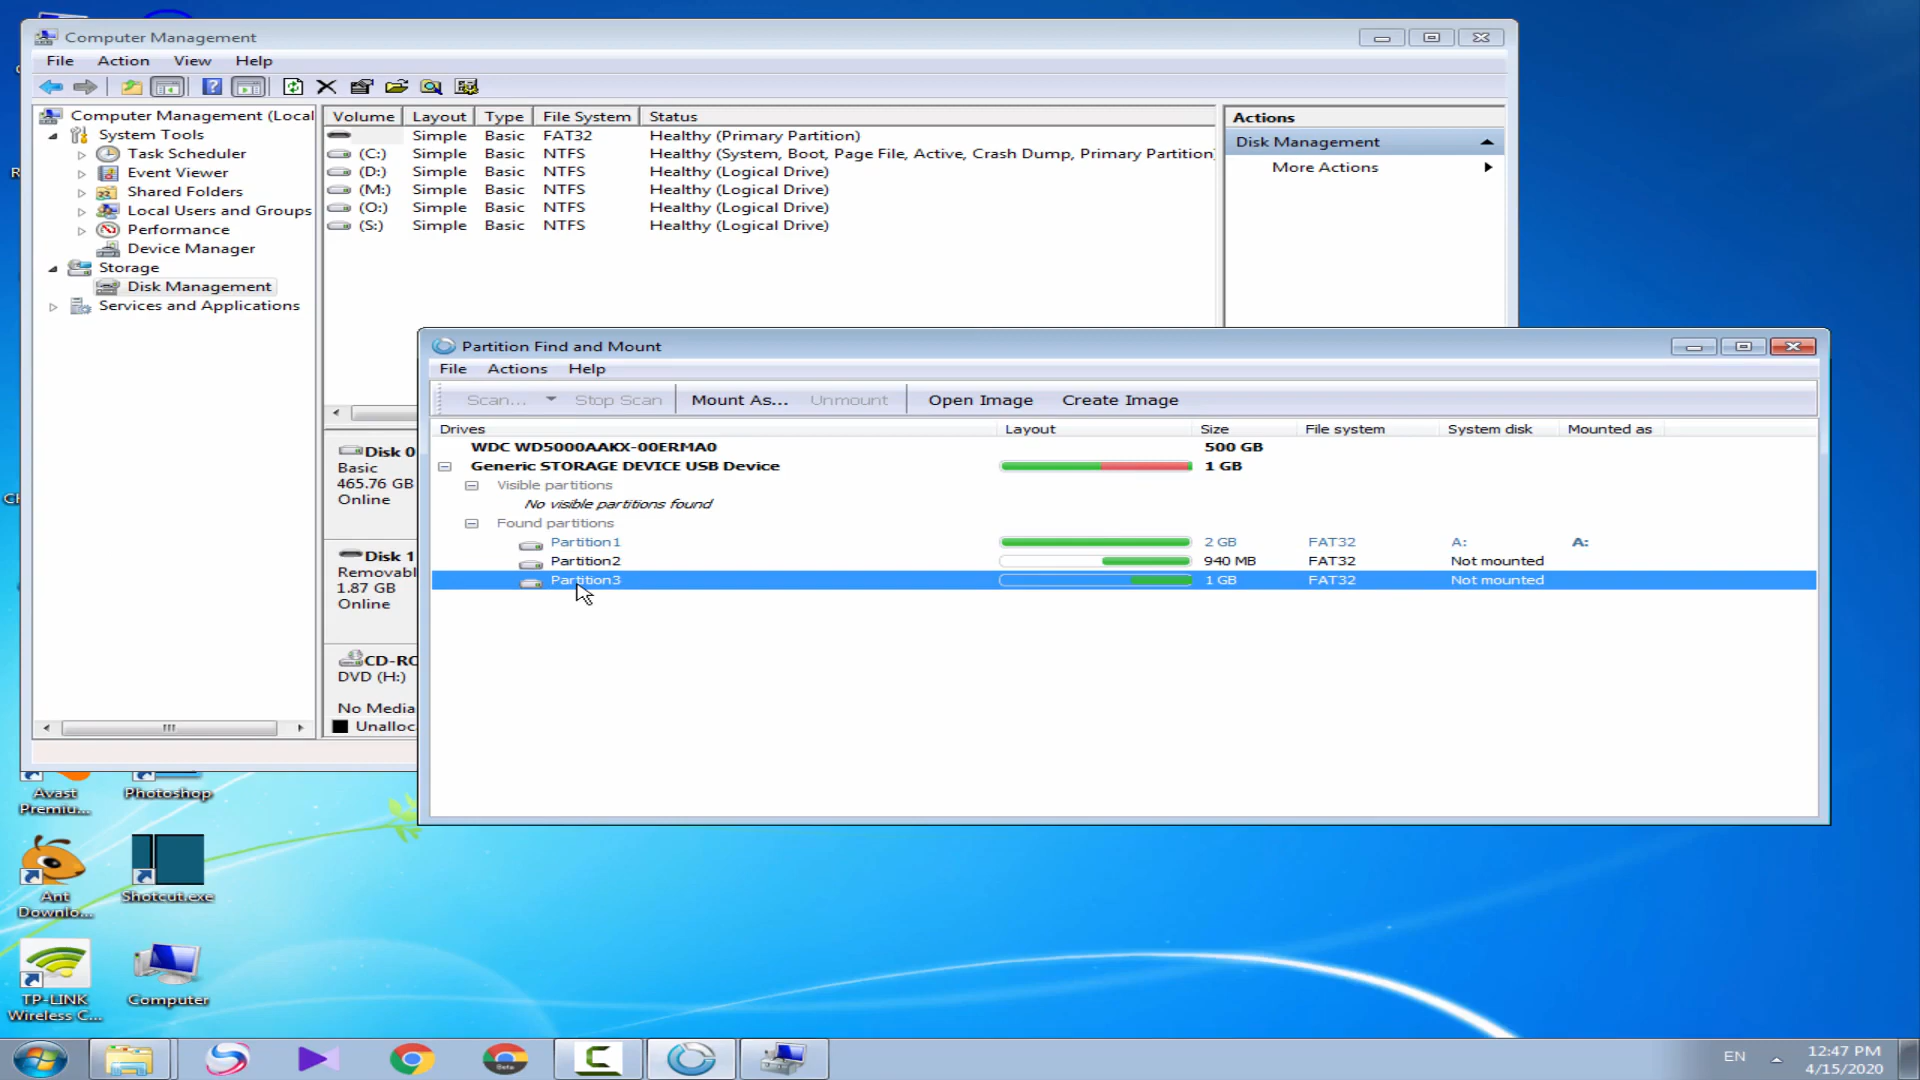 Computer Management
File Action View Help
Computer Management (Local
System Tools
Task Scheduler
Event Viewer
Shared Folders
Local Users and Groups
Performance
Device Manager
Storage
Disk Management
Services and Applications
Volume Layout Type File System Status
Simple Basic FAT32 Healthy (Primary Partition)
(C:) Simple Basic NTFS Healthy (System, Boot, Page File, Active, Crash Dump, Primary Partition)
(D:) Simple Basic NTFS Healthy (Logical Drive)
(M:) Simple Basic NTFS Healthy (Logical Drive)
(O:) Simple Basic NTFS Healthy (Logical Drive)
(S:) Simple Basic NTFS Healthy (Logical Drive)
Actions
Disk Management
More Actions
Disk 0
Basic
465.76 GB
Online
Disk 1
Removabl
1.87 GB
Online
CD-RO
DVD (H:)
No Media
Unalloc
Partition Find and Mount
File Actions Help
Scan... Stop Scan Mount As... Unmount Open Image Create Image
Drives Layout Size File system System disk Mounted as
WDC WD5000AAKX-00ERMA0 500 GB
Generic STORAGE DEVICE USB Device 1 GB
Visible partitions
No visible partitions found
Found partitions
Partition1 2 GB FAT32 A: A:
Partition2 940 MB FAT32 Not mounted
Partition3 1 GB FAT32 Not mounted
Avast
Premiu...
Photoshop
Ant
Downlo...
Shotcut.exe
TP-LINK
Wireless C...
Computer
Beta
EN
12:47 PM
4/15/2020